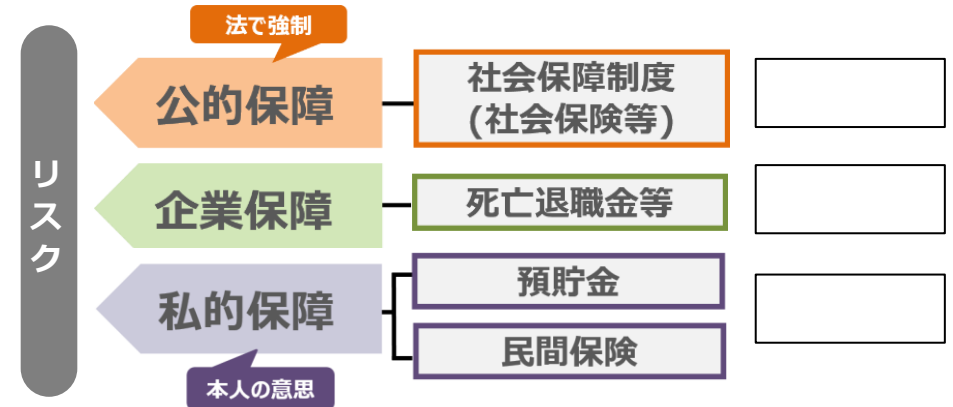 リスク
法で強制
公的保障
社会保障制度
(社会保険等)
企業保障
死亡退職金等
私的保障
預貯金
民間保険
本人の意思